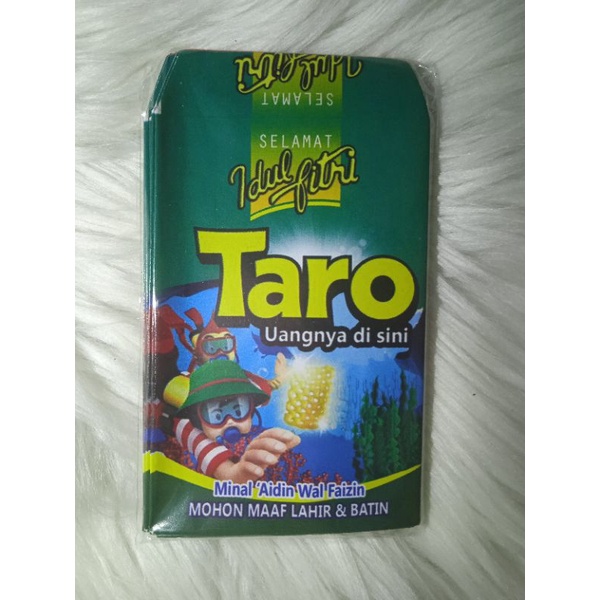 Idul Fitri
SELAMAT
SELAMAT
Idul fitri
Taro
Uangnya di sini
Minal 'Aidin Wal Faizin
MOHON MAAF LAHIR & BATIN